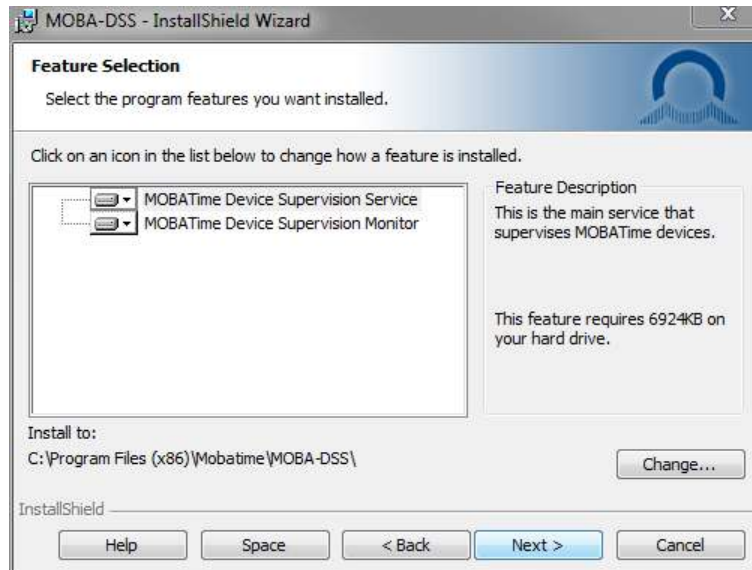 MOBA-DSS - InstallShield Wizard
X
Feature Selection
Select the program features you want installed.
Click on an icon in the list below to change how a feature is installed.
MOBATime Device Supervision Service
MOBATime Device Supervision Monitor
Feature Description
This is the main service that
supervises MOBATime devices.
This feature requires 6924KB on
your hard drive.
Install to:
C:\Program Files (x86)\Mobatime\MOBA-DSS\
Change...
InstallShield
Help
Space
< Back
Next >
Cancel